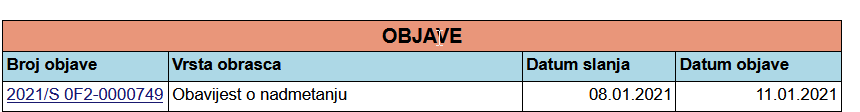 OBJAVE
Broj objave Vrsta obrasca Datum slanja Datum objave
2021/S 0F2-0000749 Obavijest o nadmetanju 08.01.2021 11.01.2021